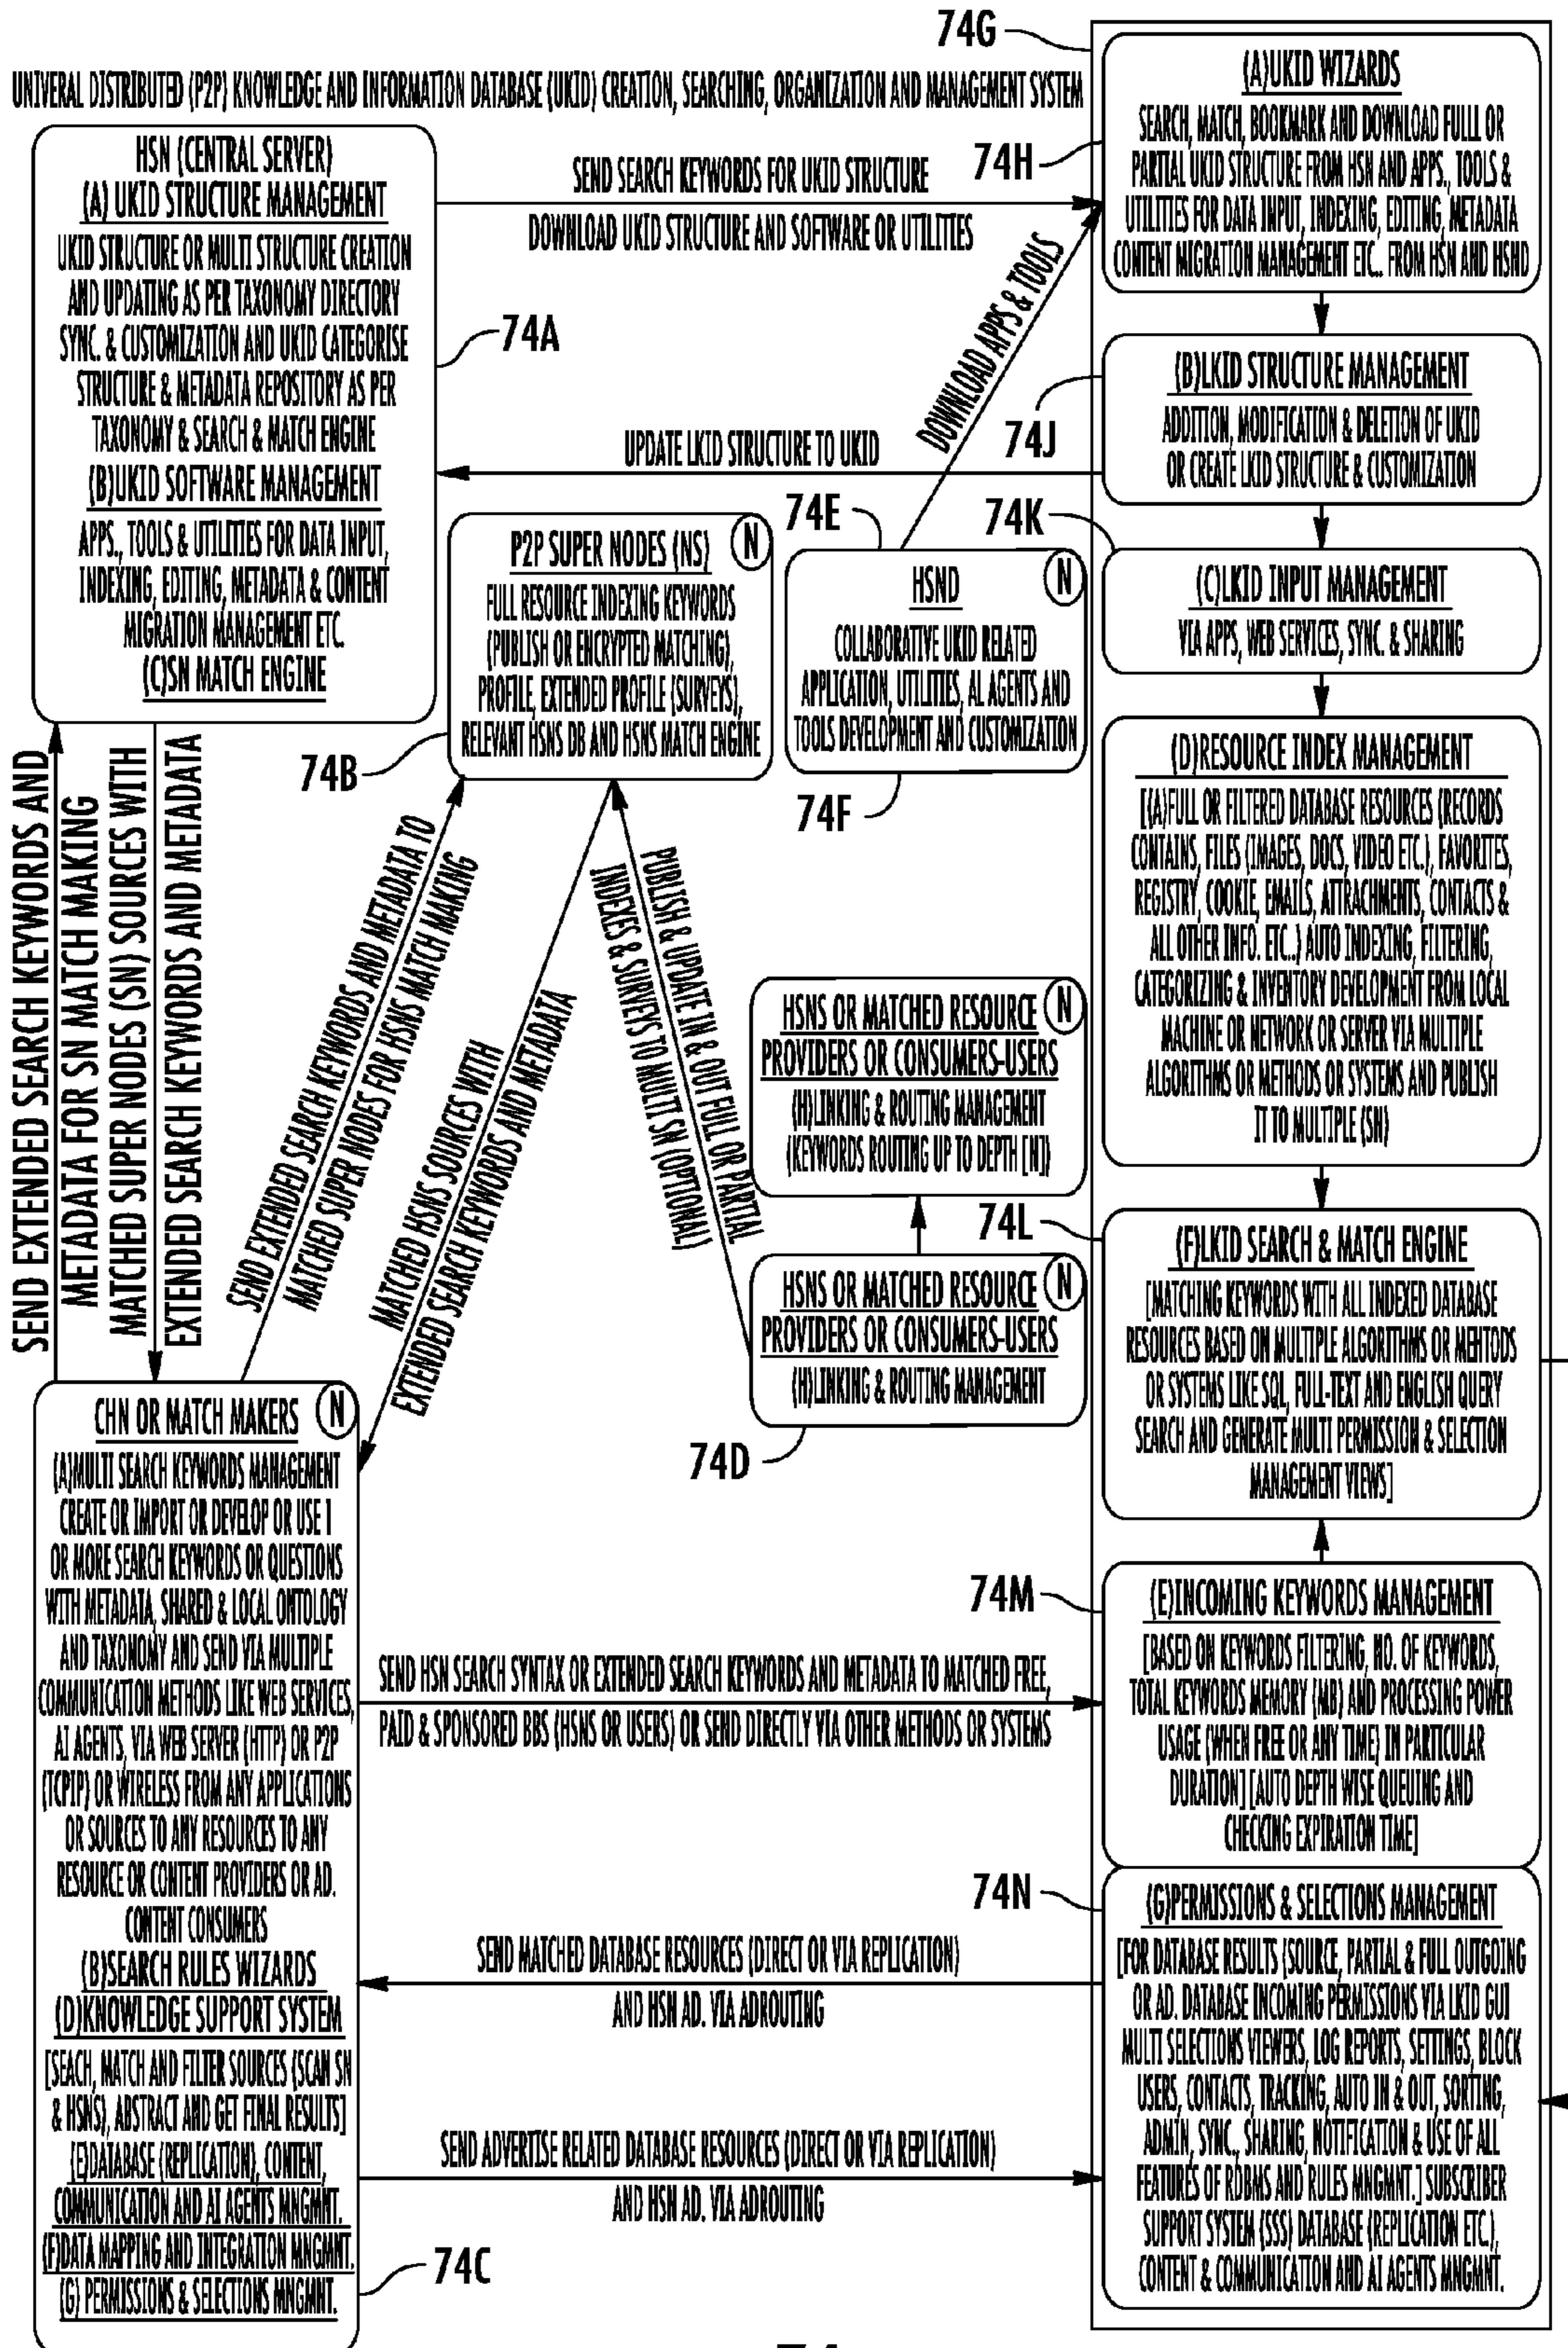 UNIVERAL DISTRIBUTED (P2P) KNOWLEDGE AND INFORMATION DATABASE (UKID) CREATION, SEARCHING, ORGANIZATION AND MANAGEMENT SYSTEM
HSN (CENTRAL SERVER)
(A) UKID STRUCTURE MANAGEMENT
UKID STRUCTURE OR MULTI STRUCTURE CREATION
AND UPDATING AS PER TAXONOMY DIRECTORY
SYNC. & CUSTOMIZATION AND UKID CATEGORISE
STRUCTURE & METADATA REPOSITORY AS PER
TAXONOMY & SEARCH & MATCH ENGINE
(B)UKID SOFTWARE MANAGEMENT
APPS., TOOLS & UTILITIES FOR DATA INPUT,
INDEXING, EDITING, METADATA & CONTENT
MIGRATION MANAGEMENT ETC.
(C)SN MATCH ENGINE
74A
SEND SEARCH KEYWORDS FOR UKID STRUCTURE
DOWNLOAD UKID STRUCTURE AND SOFTWARE OR UTILITIES
DOWNLOAD APPS & TOOLS
UPDATE LKID STRUCTURE TO UKID
P2P SUPER NODES (NS)
N
FULL RESOURCE INDEXING KEYWORDS
(PUBLISH OR ENCRYPTED MATCHING),
PROFILE, EXTENDED PROFILE (SURVEYS),
RELEVANT HSNS DB AND HSNS MATCH ENGINE
74B
74E
HSND
N
COLLABORATIVE UKID RELATED
APPLICATION, UTILITIES, AL AGENTS AND
TOOLS DEVELOPMENT AND CUSTOMIZATION
74F
SEND EXTENDED SEARCH KEYWORDS AND
METADATA FOR SN MATCH MAKING
MATCHED SUPER NODES (SN) SOURCES WITH
EXTENDED SEARCH KEYWORDS AND METADATA
SEND EXTENDED SEARCH KEYWORDS AND METADATA TO
MATCHED SUPER NODES FOR HSNS MATCH MAKING
MATCHED HSNS SOURCES WITH
EXTENDED SEARCH KEYWORDS AND METADATA
PUBLISH & UPDATE IN & OUT FULL OR PARTIAL
INDEXES & SURVEYS TO MULTI SN (OPTIONAL)
HSNS OR MATCHED RESOURCE
N
PROVIDERS OR CONSUMERS-USERS
(H)LINKING & ROUTING MANAGEMENT
(KEYWORDS ROUTING UP TO DEPTH [N])
HSNS OR MATCHED RESOURCE
N
PROVIDERS OR CONSUMERS-USERS
(H)LINKING & ROUTING MANAGEMENT
74D
CHN OR MATCH MAKERS
N
(A)MULTI SEARCH KEYWORDS MANAGEMENT
CREATE OR IMPORT OR DEVELOP OR USE 1
OR MORE SEARCH KEYWORDS OR QUESTIONS
WITH METADATA, SHARED & LOCAL ONTOLOGY
AND TAXONOMY AND SEND VIA MULTIPLE
COMMUNICATION METHODS LIKE WEB SERVICES,
AI AGENTS, VIA WEB SERVER (HTTP) OR P2P
(TCPIP) OR WIRELESS FROM ANY APPLICATIONS
OR SOURCES TO ANY RESOURCES TO ANY
RESOURCE OR CONTENT PROVIDERS OR AD.
CONTENT CONSUMERS
(B)SEARCH RULES WIZARDS
(D)KNOWLEDGE SUPPORT SYSTEM
[SEACH, MATCH AND FILTER SOURCES (SCAN SN
& HSNS), ABSTRACT AND GET FINAL RESULTS]
(E)DATABASE (REPLICATION), CONTENT,
COMMUNICATION AND AI AGENTS MNGMNT.
(F)DATA MAPPING AND INTEGRATION MNGMNT.
(G) PERMISSIONS & SELECTIONS MNGMNT.
74C
SEND HSN SEARCH SYNTAX OR EXTENDED SEARCH KEYWORDS AND METADATA TO MATCHED FREE,
PAID & SPONSORED BBS (HSNS OR USERS) OR SEND DIRECTLY VIA OTHER METHODS OR SYSTEMS
SEND MATCHED DATABASE RESOURCES (DIRECT OR VIA REPLICATION)
AND HSN AD. VIA ADROUTING
SEND ADVERTISE RELATED DATABASE RESOURCES (DIRECT OR VIA REPLICATION)
AND HSN AD. VIA ADROUTING
74G
74H
(A)UKID WIZARDS
SEARCH, MATCH, BOOKMARK AND DOWNLOAD FULLL OR
PARTIAL UKID STRUCTURE FROM HSN AND APPS., TOOLS &
UTILITIES FOR DATA INPUT, INDEXING, EDITING, METADATA
CONTENT MIGRATION MANAGEMENT ETC.. FROM HSN AND HSND
74J
(B)LKID STRUCTURE MANAGEMENT
ADDITION, MODIFICATION & DELETION OF UKID
OR CREATE LKID STRUCTURE & CUSTOMIZATION
74K
(C)LKID INPUT MANAGEMENT
VIA APPS, WEB SERVICES, SYNC. & SHARING
(D)RESOURCE INDEX MANAGEMENT
[(A)FULL OR FILTERED DATABASE RESOURCES (RECORDS
CONTAINS, FILES (IMAGES, DOCS, VIDEO ETC.), FAVORITES,
REGISTRY, COOKIE, EMAILS, ATTRACHMENTS, CONTACTS &
ALL OTHER INFO. ETC..) AUTO INDEXING, FILTERING,
CATEGORIZING & INVENTORY DEVELOPMENT FROM LOCAL
MACHINE OR NETWORK OR SERVER VIA MULTIPLE
ALGORITHMS OR METHODS OR SYSTEMS AND PUBLISH
IT TO MULTIPLE (SN)
74L
(F)LKID SEARCH & MATCH ENGINE
[MATCHING KEYWORDS WITH ALL INDEXED DATABASE
RESOURCES BASED ON MULTIPLE ALGORITHMS OR MEHTODS
OR SYSTEMS LIKE SQL, FULL-TEXT AND ENGLISH QUERY
SEARCH AND GENERATE MULTI PERMISSION & SELECTION
MANAGEMENT VIEWS]
74M
(E)INCOMING KEYWORDS MANAGEMENT
[BASED ON KEYWORDS FILTERING, NO. OF KEYWORDS,
TOTAL KEYWORDS MEMORY (MB) AND PROCESSING POWER
USAGE (WHEN FREE OR ANY TIME) IN PARTICULAR
DURATION] [AUTO DEPTH WISE QUEUING AND
CHECKING EXPIRATION TIME]
74N
(G)PERMISSIONS & SELECTIONS MANAGEMENT
[FOR DATABASE RESULTS (SOURCE, PARTIAL & FULL OUTGOING
OR AD. DATABASE INCOMING PERMISSIONS VIA LKID GUI
MULTI SELECTIONS VIEWERS, LOG REPORTS, SETTINGS, BLOCK
USERS, CONTACTS, TRACKING, AUTO IN & OUT, SORTING,
ADMIN, SYNC., SHARING, NOTIFICATION & USE OF ALL
FEATURES OF RDBMS AND RULES MNGMNT.] SUBSCRIBER
SUPPORT SYSTEM (SSS) DATABASE (REPLICATION ETC.),
CONTENT & COMMUNICATION AND AI AGENTS MNGMNT.